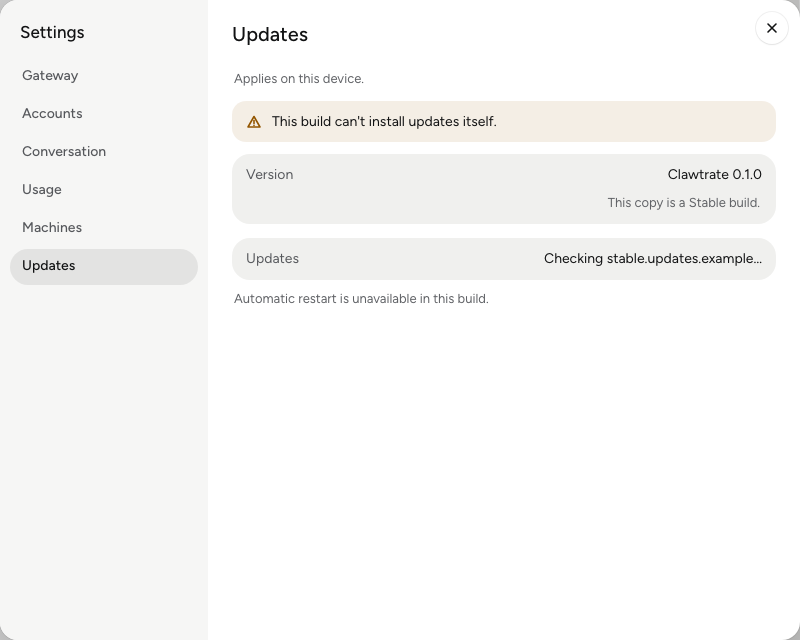 Settings
Gateway
Accounts
Conversation
Usage
Machines
Updates
Updates
Applies on this device.
This build can't install updates itself.
Version
Clawtrate 0.1.0
This copy is a Stable build.
Updates
Checking stable.updates.example…
Automatic restart is unavailable in this build.